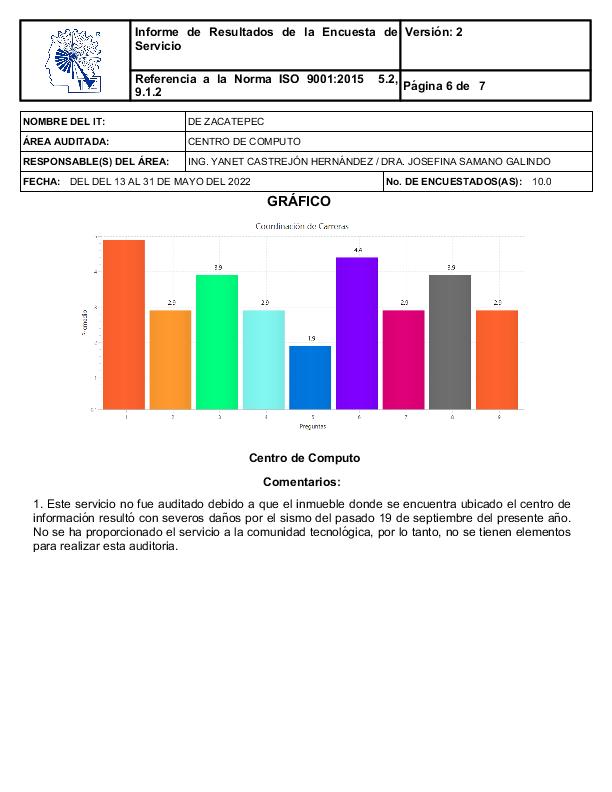 Informe de Resultados de la Encuesta de Servicio
Versión: 2
Referencia a la Norma ISO 9001:2015 5.2, 9.1.2
Página 6 de 7
NOMBRE DEL IT: DE ZACATEPEC
ÁREA AUDITADA: CENTRO DE COMPUTO
RESPONSABLE(S) DEL ÁREA: ING. YANET CASTREJÓN HERNÁNDEZ / DRA. JOSEFINA SAMANO GALINDO
FECHA: DEL DEL 13 AL 31 DE MAYO DEL 2022 No. DE ENCUESTADOS(AS): 10.0
GRÁFICO
Coordinación de Carreras
4.4
3.9 3.9
2.9 2.9 2.9 2.9
1.9
Promedio
4
3
2
1
0.1
1 2 3 4 5 6 7 8 9
Preguntas
Centro de Computo
Comentarios:
1. Este servicio no fue auditado debido a que el inmueble donde se encuentra ubicado el centro de
información resultó con severos daños por el sismo del pasado 19 de septiembre del presente año.
No se ha proporcionado el servicio a la comunidad tecnológica, por lo tanto, no se tienen elementos
para realizar esta auditoria.